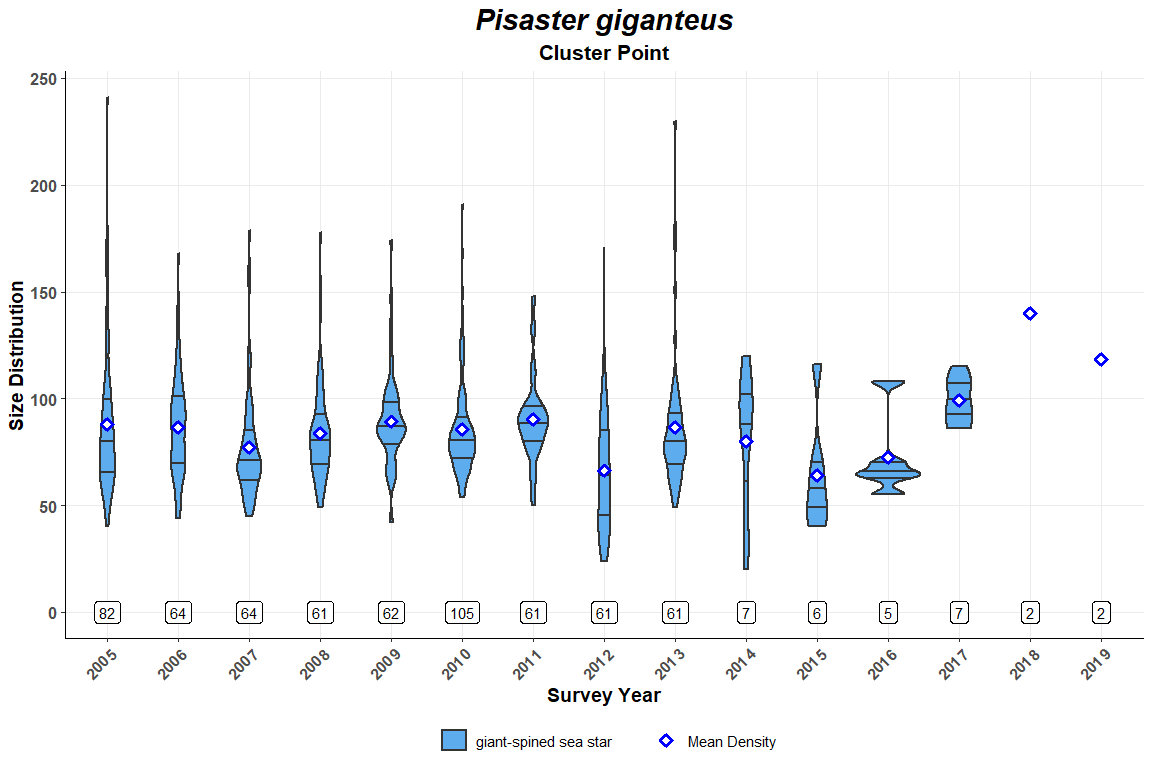 Pisaster giganteus
Cluster Point
Size Distribution
250
200
150
100
50
0
82 64 64 61 62 105 61 61 61 7 6 5 7 2 2
2005 2006 2007 2008 2009 2010 2011 2012 2013 2014 2015 2016 2017 2018 2019
Survey Year
giant-spined sea star Mean Density